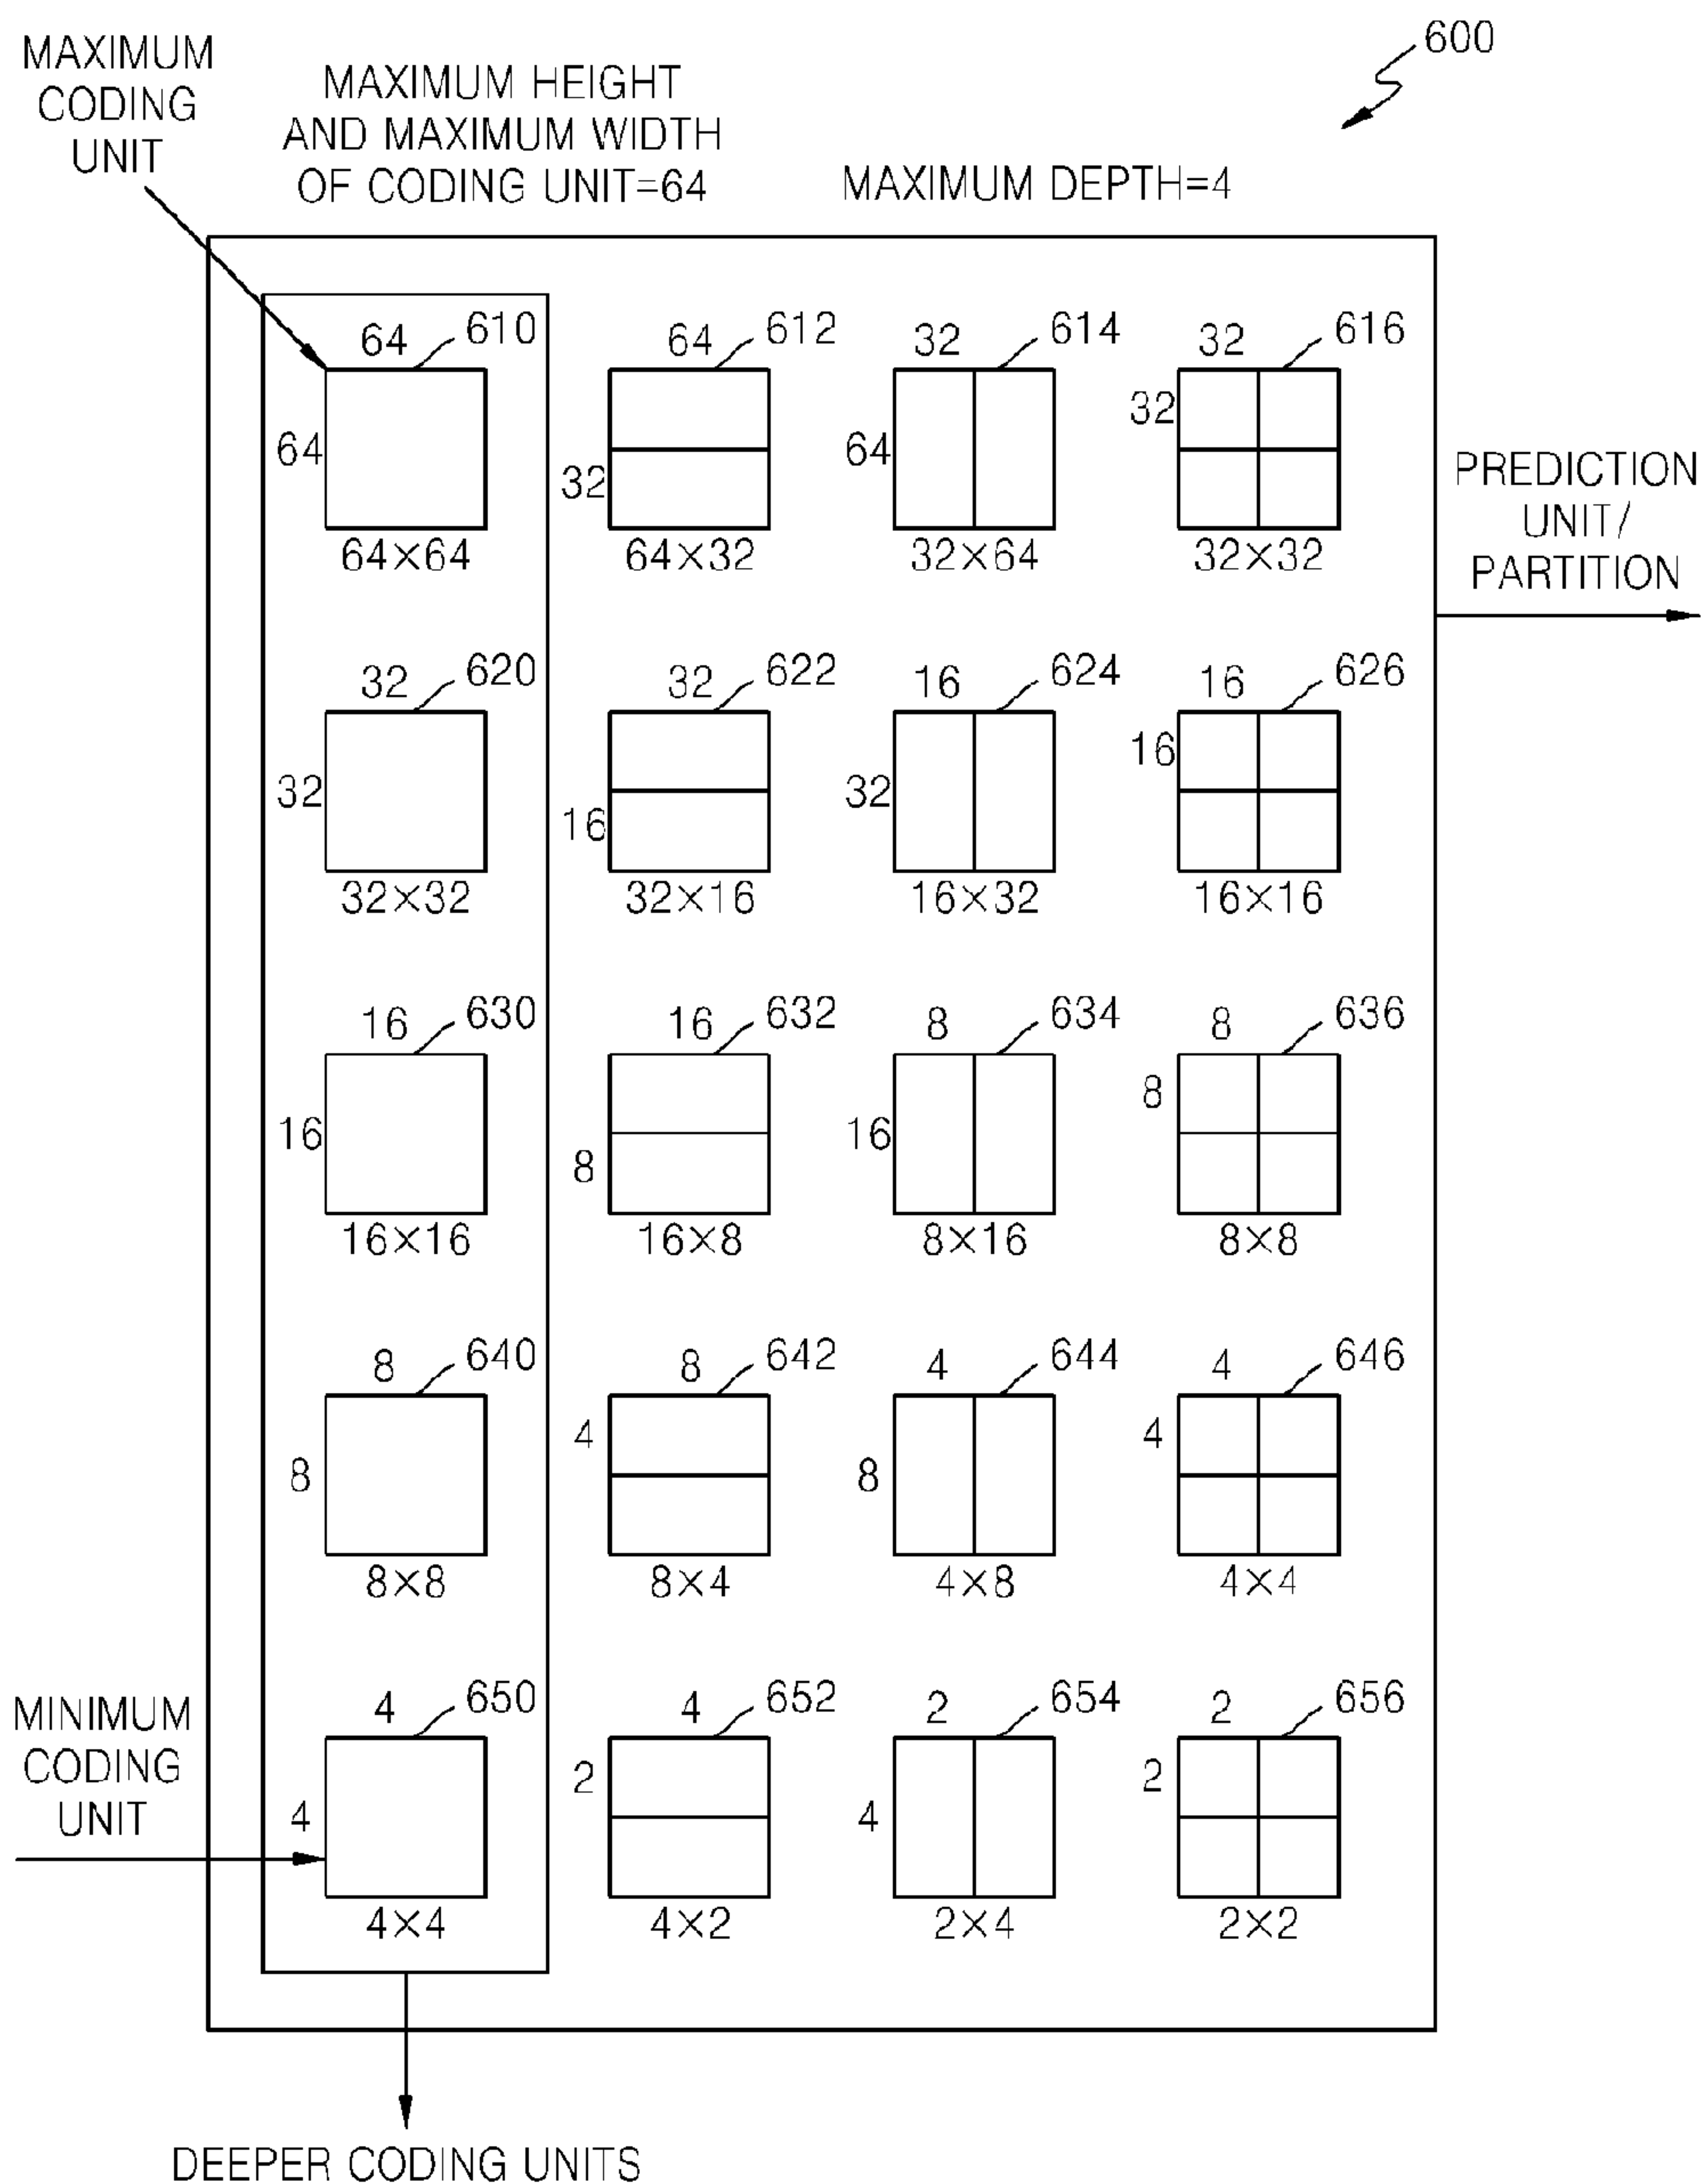 600
MAXIMUM
CODING
UNIT
MAXIMUM HEIGHT
AND MAXIMUM WIDTH
OF CODING UNIT=64
MAXIMUM DEPTH=4
64 610 64 612 32 614 32 616
64 32 64 32
64×64 64×32 32×64 32×32
PREDICTION
UNIT/
PARTITION
32 620 32 622 16 624 16 626
32 16 32 16
32×32 32×16 16×32 16×16
16 630 16 632 8 634 8 636
16 8 16 8
16×16 16×8 8×16 8×8
8 640 8 642 4 644 4 646
8 4 8 4
8×8 8×4 4×8 4×4
MINIMUM
CODING
UNIT
4 650 4 652 2 654 2 656
4 2 4 2
4×4 4×2 2×4 2×2
DEEPER CODING UNITS